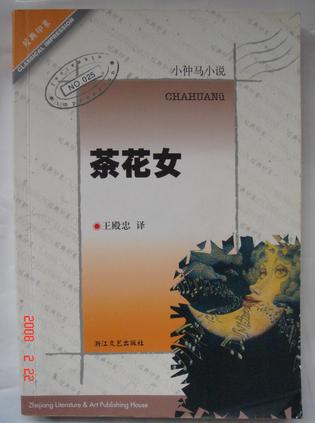 经典印象
CLASSICAL IMPRESSION
NO.025
小仲马小说
CHAHUANü
茶花女
王殿忠 译
浙江文艺出版社
Zhejiang Literature & Art Publishing House
2008 2 22